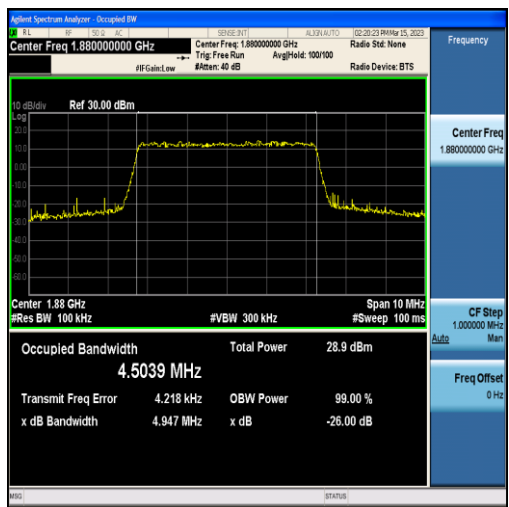 Agilent Spectrum Analyzer - Occupied BW
RL RF 50 Ω AC SENSE:INT ALIGN AUTO 02:20:23 PM Mar 15, 2023
Center Freq 1.880000000 GHz Center Freq: 1.880000000 GHz Radio Std: None
Trig: Free Run Avg|Hold: 100/100
#IFGain:Low #Atten: 40 dB Radio Device: BTS
Frequency
10 dB/div Ref 30.00 dBm
Log
20.0
10.0
0.00
-10.0
-20.0
-30.0
-40.0
-50.0
-60.0
Center 1.88 GHz Span 10 MHz
#Res BW 100 kHz #VBW 300 kHz #Sweep 100 ms
Center Freq
1.880000000 GHz
CF Step
1.000000 MHz
Auto Man
Freq Offset
0 Hz
Occupied Bandwidth Total Power 28.9 dBm
4.5039 MHz
Transmit Freq Error 4.218 kHz OBW Power 99.00 %
x dB Bandwidth 4.947 MHz x dB -26.00 dB
MSG STATUS